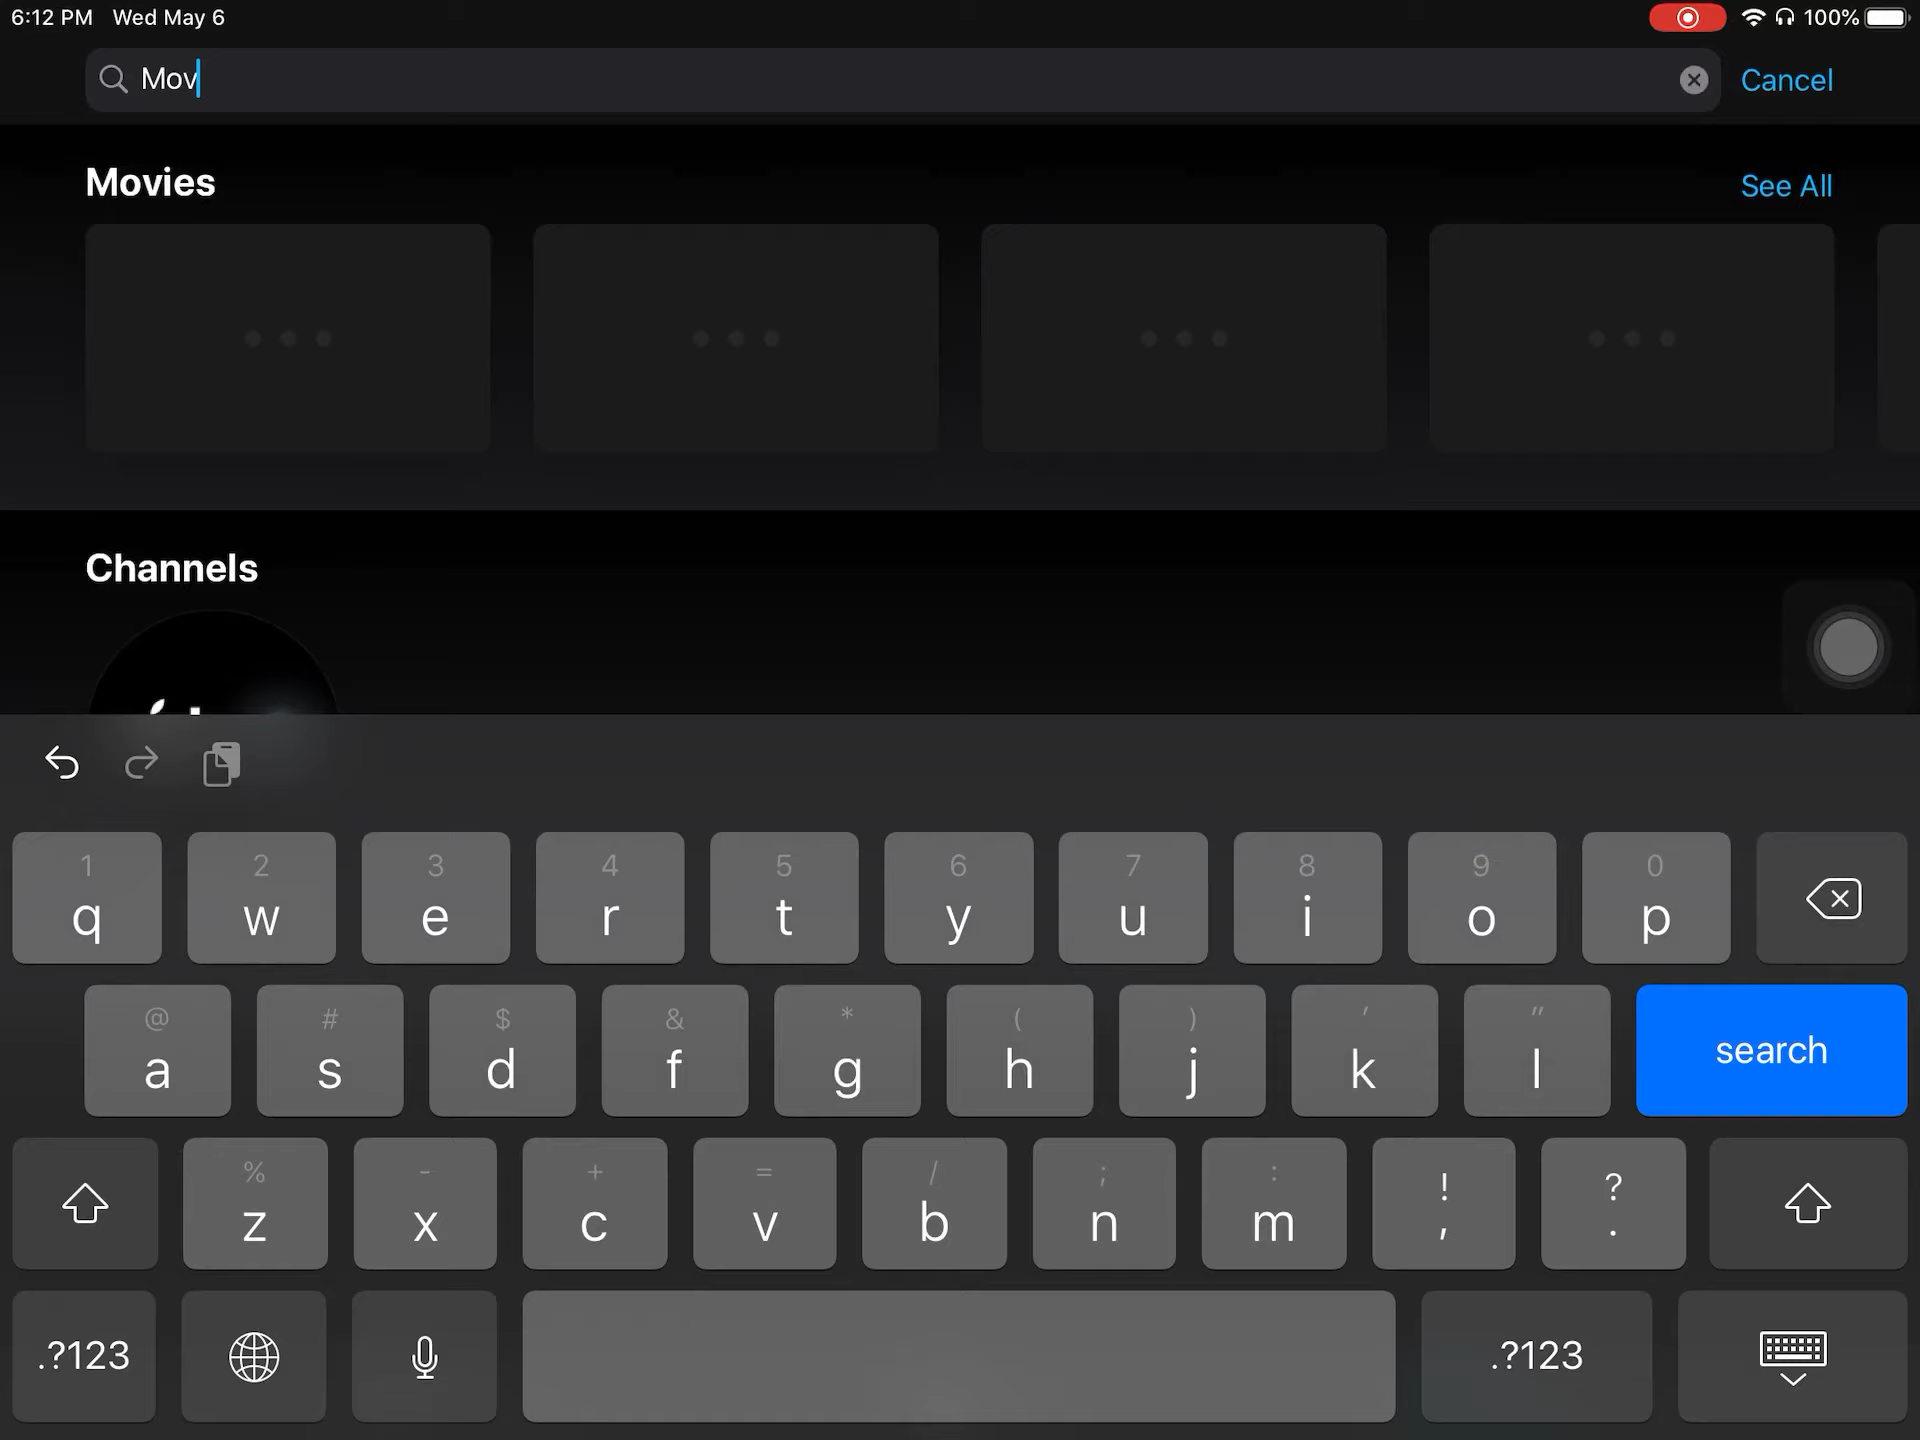 6:12 PM Wed May 6
100%
Mov
Cancel
Movies
See All
Channels
1 2 3 4 5 6 7 8 9 0
q w e r t y u i o p
@ # $ & * ( ) ' "
a s d f g h j k l search
% - + = / ; : ! ?
z x c v b n m , .
.?123 .?123